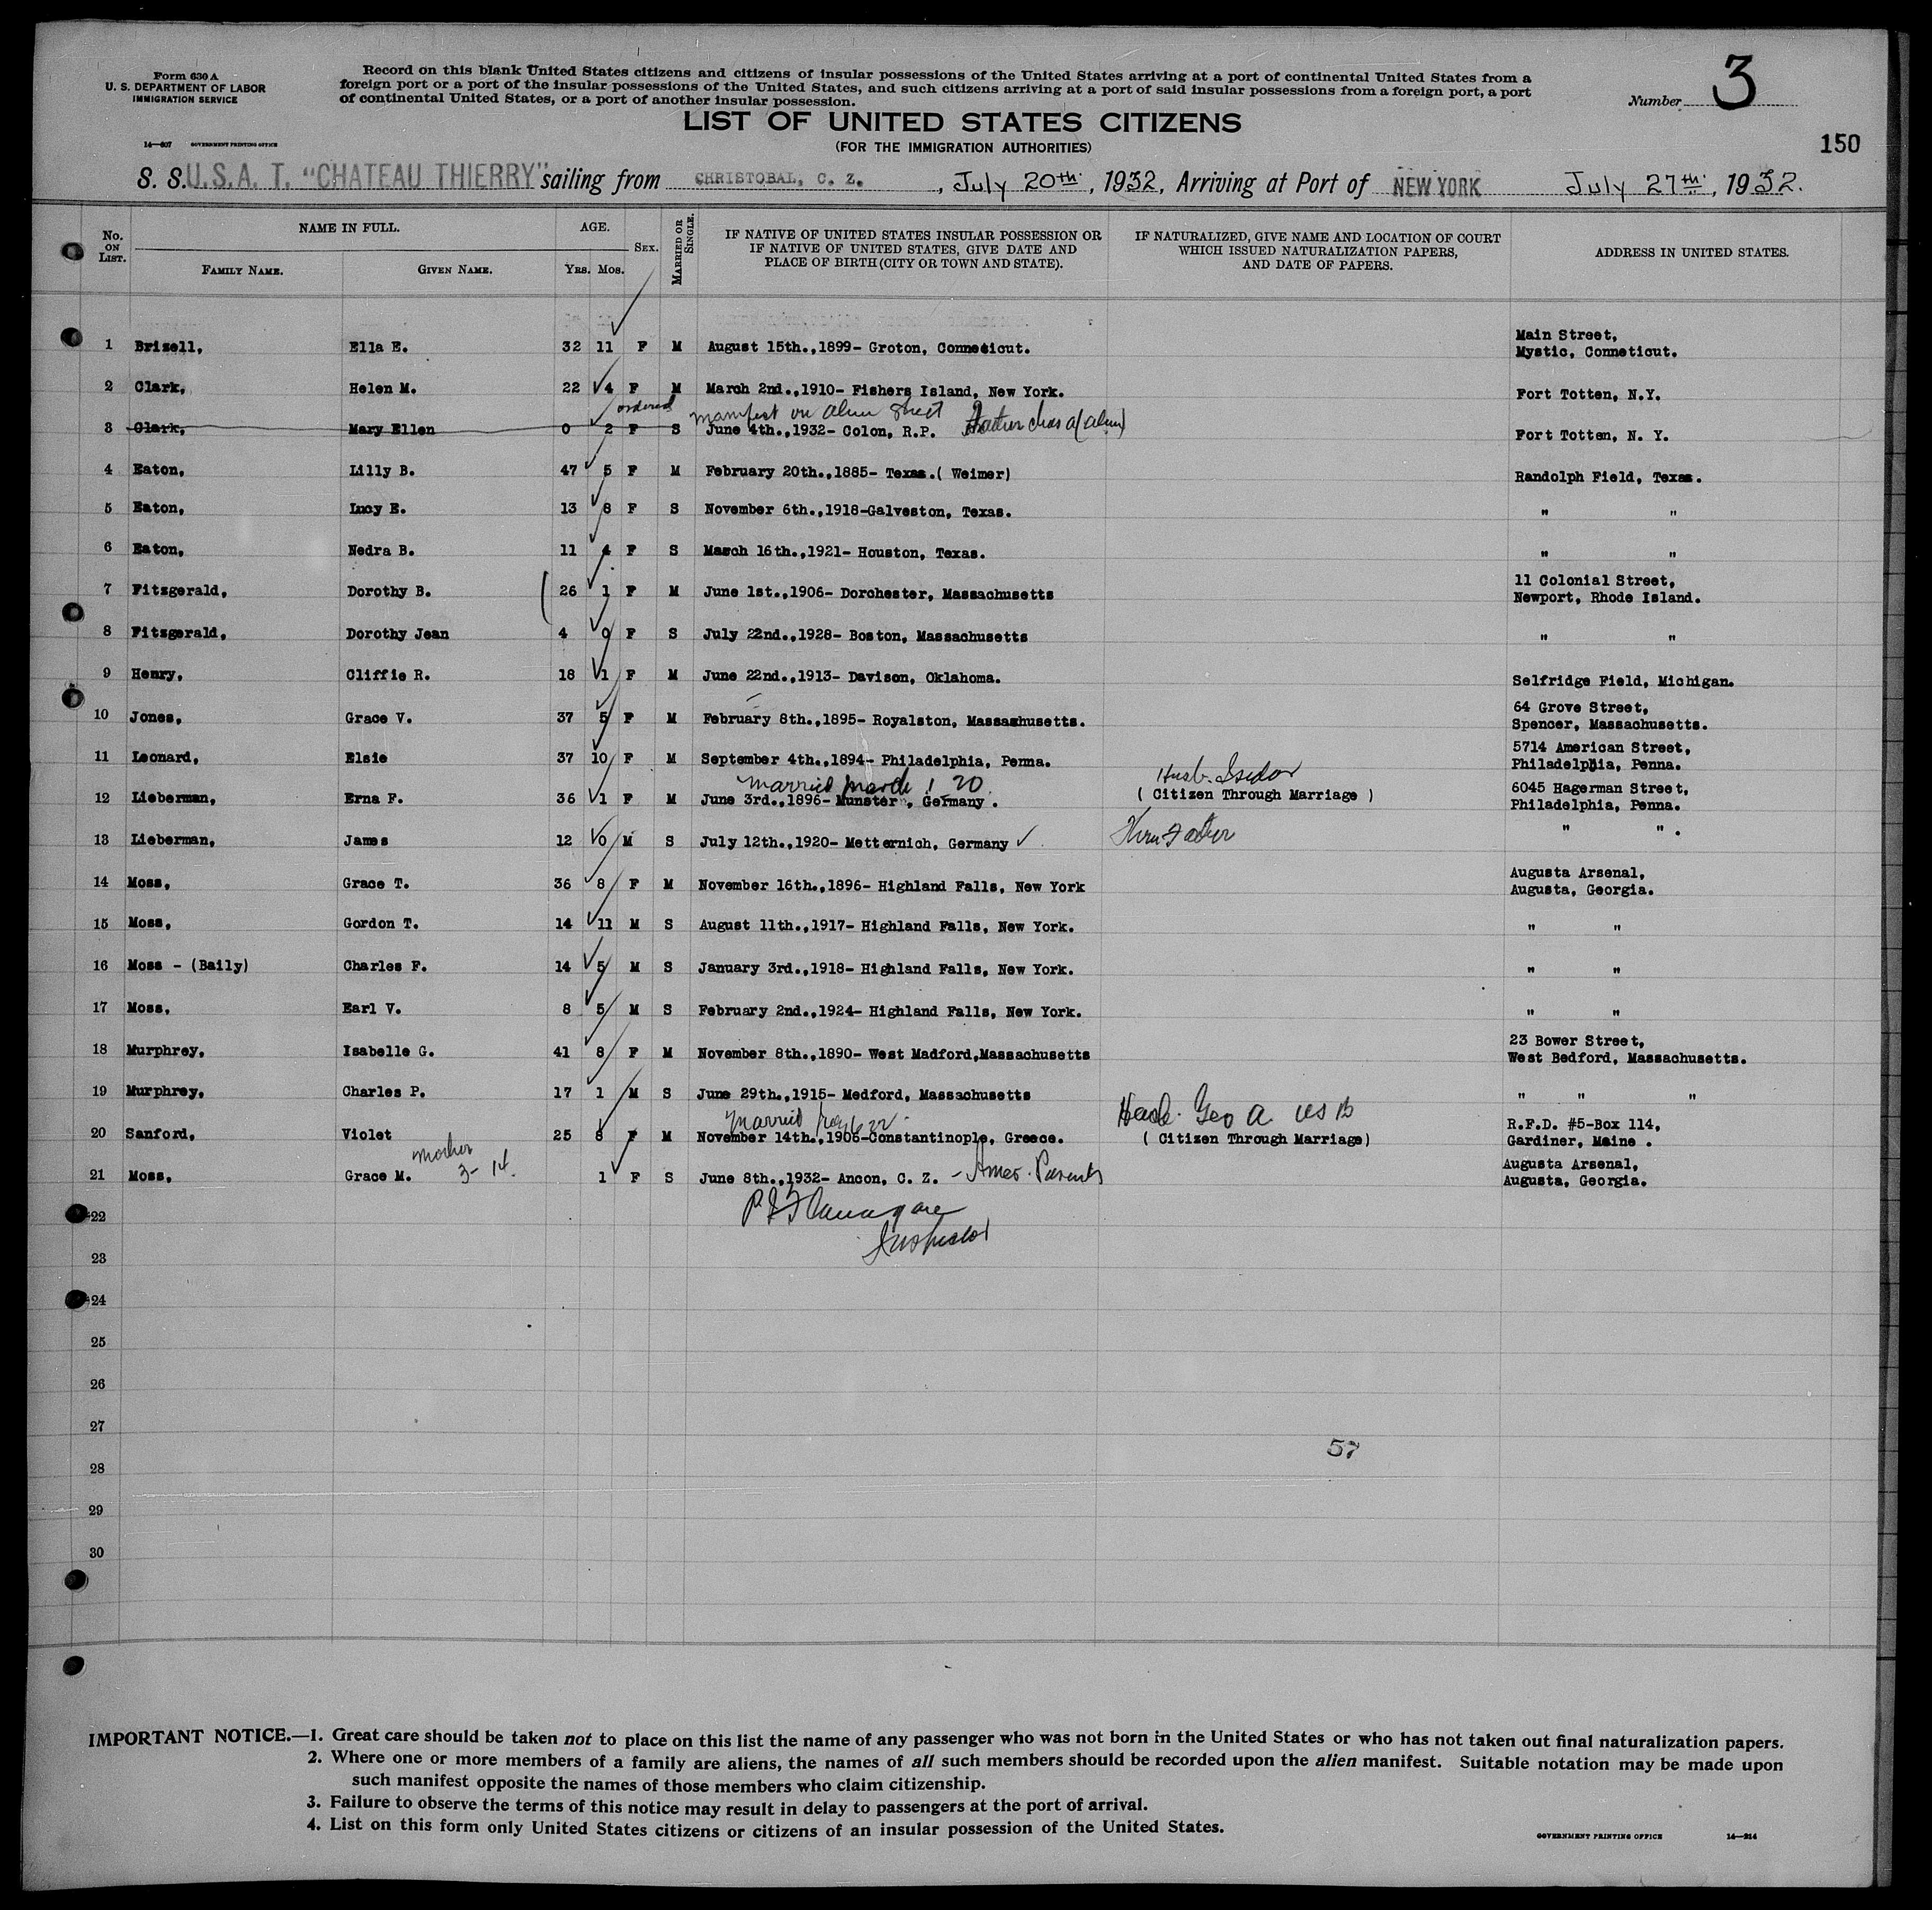 Form 630 A
U. S. DEPARTMENT OF LABOR
IMMIGRATION SERVICE
14—607 GOVERNMENT PRINTING OFFICE
Record on this blank United States citizens and citizens of insular possessions of the United States arriving at a port of continental United States from a
foreign port or a port of the insular possessions of the United States, and such citizens arriving at a port of said insular possessions from a foreign port, a port
of continental United States, or a port of another insular possession.
Number 3
LIST OF UNITED STATES CITIZENS
(FOR THE IMMIGRATION AUTHORITIES)
150
S. S. U.S.A.T. "CHATEAU THIERRY" sailing from CHRISTOBAL, C. Z., July 20th, 1932, Arriving at Port of NEW YORK July 27th, 1932.
No. ON LIST.
NAME IN FULL.
FAMILY NAME.
GIVEN NAME.
AGE.
YRS. MOS.
SEX.
MARRIED OR SINGLE.
IF NATIVE OF UNITED STATES INSULAR POSSESSION OR
IF NATIVE OF UNITED STATES, GIVE DATE AND
PLACE OF BIRTH (CITY OR TOWN AND STATE).
IF NATURALIZED, GIVE NAME AND LOCATION OF COURT
WHICH ISSUED NATURALIZATION PAPERS,
AND DATE OF PAPERS.
ADDRESS IN UNITED STATES.
1 Brizell, Ella E. 32 11 F M August 15th.,1899- Groton, Conneticut. Main Street,
Mystic, Conneticut.
2 Clark, Helen M. 22 4 F M March 2nd.,1910- Fishers Island, New York. Fort Totten, N.Y.
ordered manifest on alien sheet Father Chas A (alien)
3 Clark, Mary Ellen 0 2 F S June 4th.,1932- Colon, R.P. Fort Totten, N. Y.
4 Eaton, Lilly B. 47 5 F M February 20th.,1885- Texas.( Weimer) Randolph Field, Texas.
5 Eaton, Lucy E. 13 8 F S November 6th.,1918-Galveston, Texas. " "
6 Eaton, Nedra B. 11 4 F S March 16th.,1921- Houston, Texas. " "
7 Fitzgerald, Dorothy B. 26 1 F M June 1st.,1906- Dorchester, Massachusetts 11 Colonial Street,
Newport, Rhode Island.
8 Fitzgerald, Dorothy Jean 4 0 F S July 22nd.,1928- Boston, Massachusetts " "
9 Henry, Cliffie R. 18 1 F M June 22nd.,1913- Davison, Oklahoma. Selfridge Field, Michigan.
10 Jones, Grace V. 37 5 F M February 8th.,1895- Royalston, Massachusetts. 64 Grove Street,
Spencer, Massachusetts.
11 Leonard, Elsie 37 10 F M September 4th.,1894- Philadelphia, Penna. 5714 American Street,
Philadelphia, Penna.
Married March 1 20 Husb. Isedor
12 Lieberman, Erna F. 36 1 F M June 3rd.,1896- Munster, Germany. ( Citizen Through Marriage ) 6045 Hagerman Street,
Philadelphia, Penna.
13 Lieberman, James 12 0 M S July 12th.,1920- Metternich, Germany Thru Father " " .
14 Moss, Grace T. 36 8 F M November 16th.,1896- Highland Falls, New York Augusta Arsenal,
Augusta, Georgia.
15 Moss, Gordon T. 14 11 M S August 11th.,1917- Highland Falls, New York. " "
16 Moss - (Baily) Charles F. 14 5 M S January 3rd.,1918- Highland Falls, New York. " "
17 Moss, Earl V. 8 5 M S February 2nd.,1924- Highland Falls, New York. " "
18 Murphrey, Isabelle G. 41 8 F M November 8th.,1890- West Madford,Massachusetts 23 Bower Street,
West Bedford, Massachusetts.
19 Murphrey, Charles P. 17 1 M S June 29th.,1915- Medford, Massachusetts " " "
Married Geo A. US B
20 Sanford, Violet 25 8 F M November 14th.,1906-Constantinople, Greece. ( Citizen Through Marriage) R.F.D. #5-Box 114,
Gardiner, Maine .
21 Moss, Grace M. Mother 3- 14. 1 F S June 8th.,1932- Ancon, C. Z. - Amer. Parents Augusta Arsenal,
Augusta, Georgia.
22
Inspector
23
24
25
26
27
57
28
29
30
IMPORTANT NOTICE.—1. Great care should be taken not to place on this list the name of any passenger who was not born in the United States or who has not taken out final naturalization papers.
2. Where one or more members of a family are aliens, the names of all such members should be recorded upon the alien manifest. Suitable notation may be made upon
such manifest opposite the names of those members who claim citizenship.
3. Failure to observe the terms of this notice may result in delay to passengers at the port of arrival.
4. List on this form only United States citizens or citizens of an insular possession of the United States.
GOVERNMENT PRINTING OFFICE 14—214